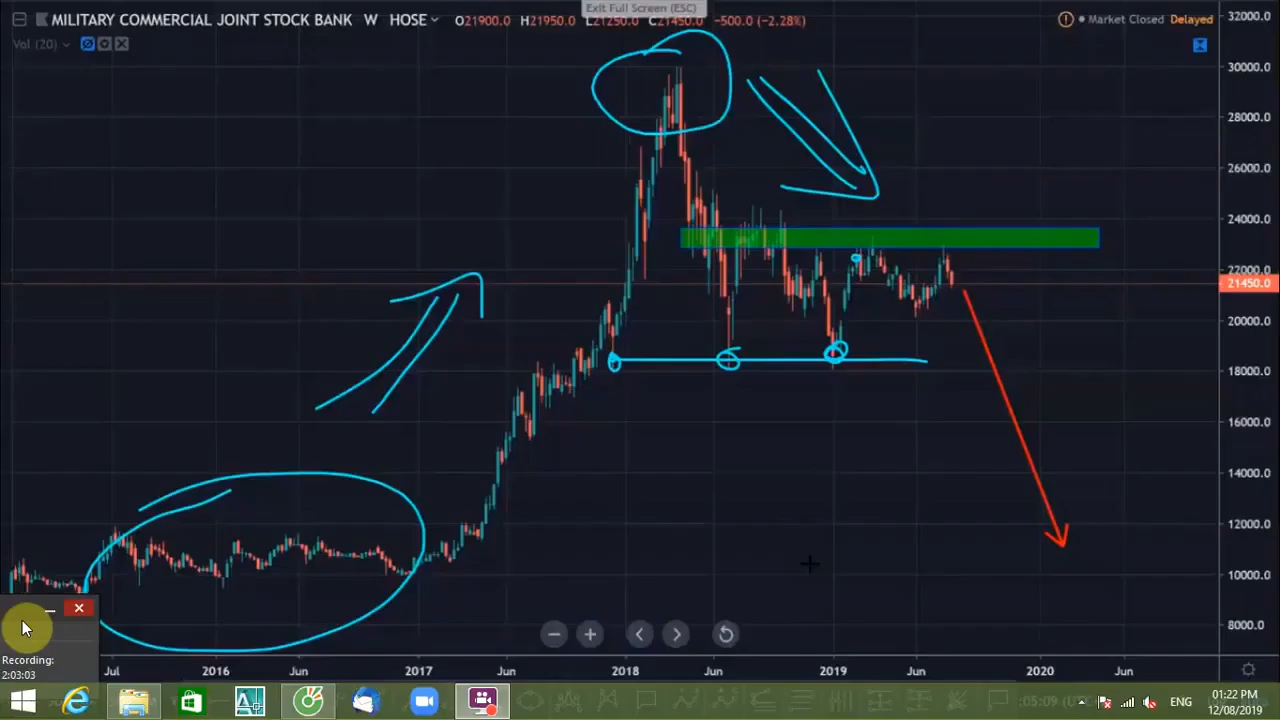 Exit Full Screen (ESC)
MILITARY COMMERCIAL JOINT STOCK BANK W HOSE O21900.0 H21950.0 L21250.0 C21450.0 -500.0 (-2.28%)
Market Closed Delayed
Vol (20)
32000.0
30000.0
28000.0
26000.0
24000.0
22000.0
21450.0
20000.0
18000.0
16000.0
14000.0
12000.0
10000.0
8000.0
Recording:
2:03:03
Jul 2016 Jun 2017 Jun 2018 Jun 2019 Jun 2020 Jun
:05:09 (UTC
ENG
01:22 PM
12/08/2019